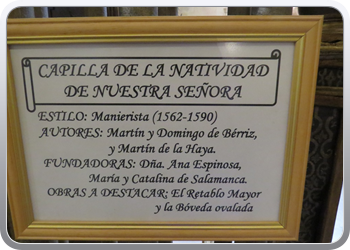 CAPILLA DE LA NATIVIDAD
DE NUESTRA SEÑORA
ESTILO: Manierista (1562-1590)
AUTORES: Martín y Domingo de Bérriz,
y Martín de la Haya.
FUNDADORAS: Dña. Ana Espinosa,
María y Catalina de Salamanca.
OBRAS A DESTACAR: El Retablo Mayor
y la Bóveda ovalada